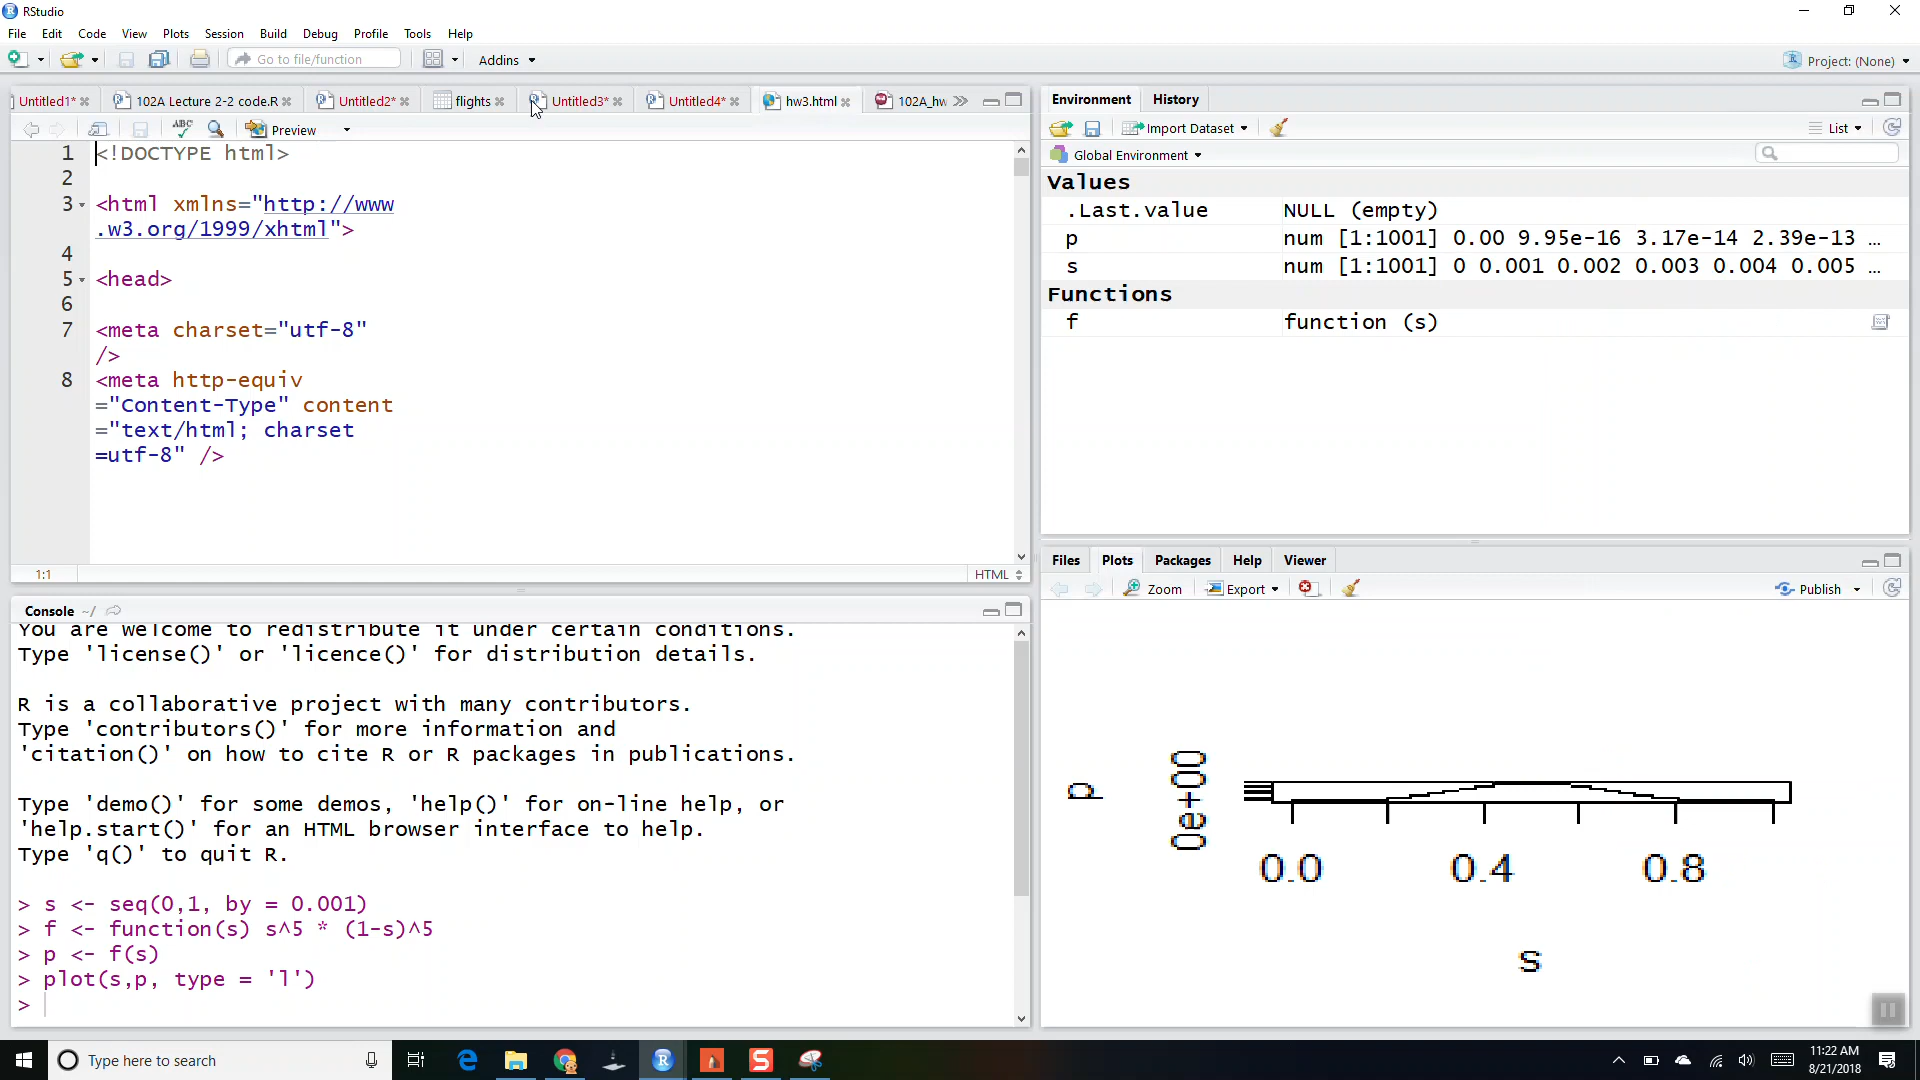 RStudio
File Edit Code View Plots Session Build Debug Profile Tools Help
Go to file/function Addins Project: (None)
Untitled1* 102A Lecture 2-2 code.R Untitled2* flights Untitled3* Untitled4* hw3.html 102A_hw
ABC Preview
1 <!DOCTYPE html>
2
3 <html xmlns="http://www
.w3.org/1999/xhtml">
4
5 <head>
6
7 <meta charset="utf-8"
/>
8 <meta http-equiv
="Content-Type" content
="text/html; charset
=utf-8" />
1:1 HTML
Console ~/
You are welcome to redistribute it under certain conditions.
Type 'license()' or 'licence()' for distribution details.
R is a collaborative project with many contributors.
Type 'contributors()' for more information and
'citation()' on how to cite R or R packages in publications.
Type 'demo()' for some demos, 'help()' for on-line help, or
'help.start()' for an HTML browser interface to help.
Type 'q()' to quit R.
> s <- seq(0,1, by = 0.001)
> f <- function(s) s^5 * (1-s)^5
> p <- f(s)
> plot(s,p, type = 'l')
>
Environment History
Import Dataset List
Global Environment
Values
.Last.value NULL (empty)
p num [1:1001] 0.00 9.95e-16 3.17e-14 2.39e-13 ...
s num [1:1001] 0 0.001 0.002 0.003 0.004 0.005 ...
Functions
f function (s)
Files Plots Packages Help Viewer
Zoom Export Publish
p
0e+00
0.0 0.4 0.8
s
Type here to search
11:22 AM
8/21/2018